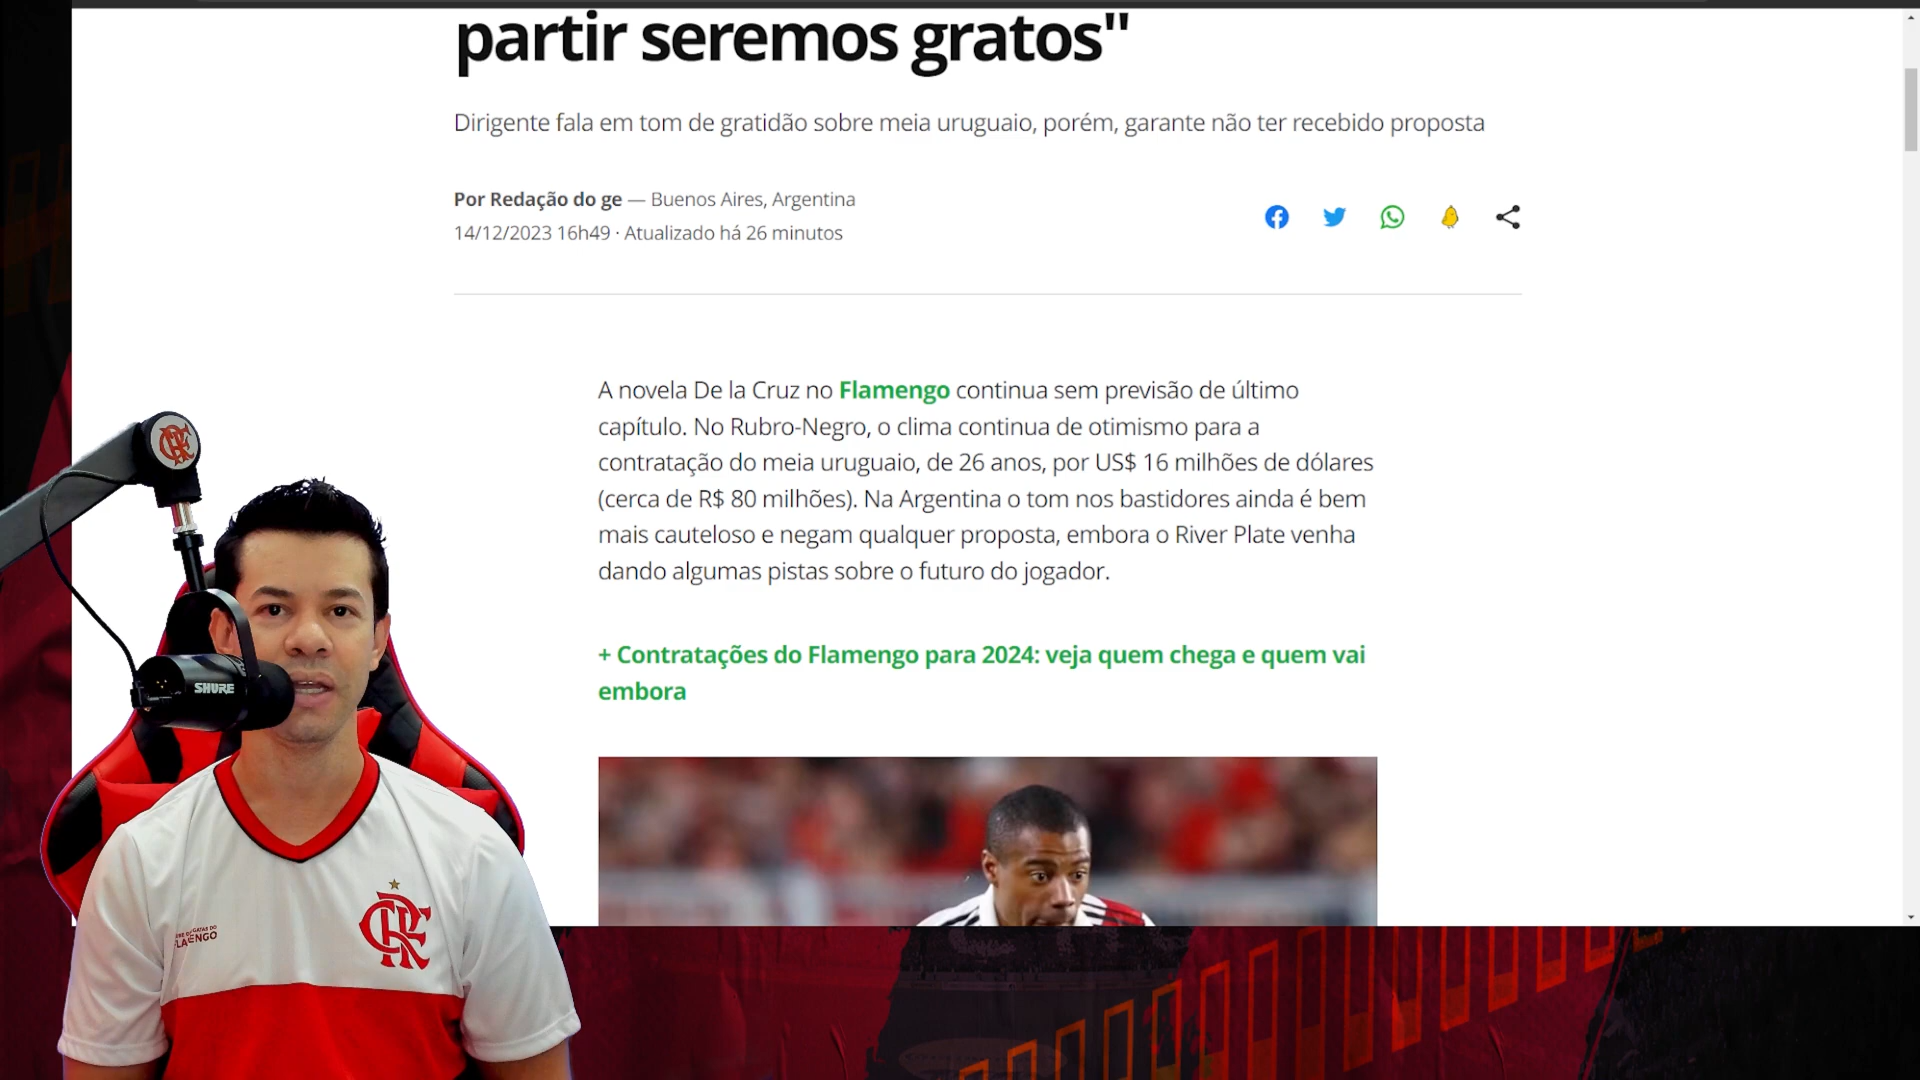 partir seremos gratos"
Dirigente fala em tom de gratidão sobre meia uruguaio, porém, garante não ter recebido proposta
Por Redação do ge — Buenos Aires, Argentina
14/12/2023 16h49 · Atualizado há 26 minutos
A novela De la Cruz no Flamengo continua sem previsão de último
capítulo. No Rubro-Negro, o clima continua de otimismo para a
contratação do meia uruguaio, de 26 anos, por US$ 16 milhões de dólares
(cerca de R$ 80 milhões). Na Argentina o tom nos bastidores ainda é bem
mais cauteloso e negam qualquer proposta, embora o River Plate venha
dando algumas pistas sobre o futuro do jogador.
+ Contratações do Flamengo para 2024: veja quem chega e quem vai
embora
SHURE
FLAMENGO